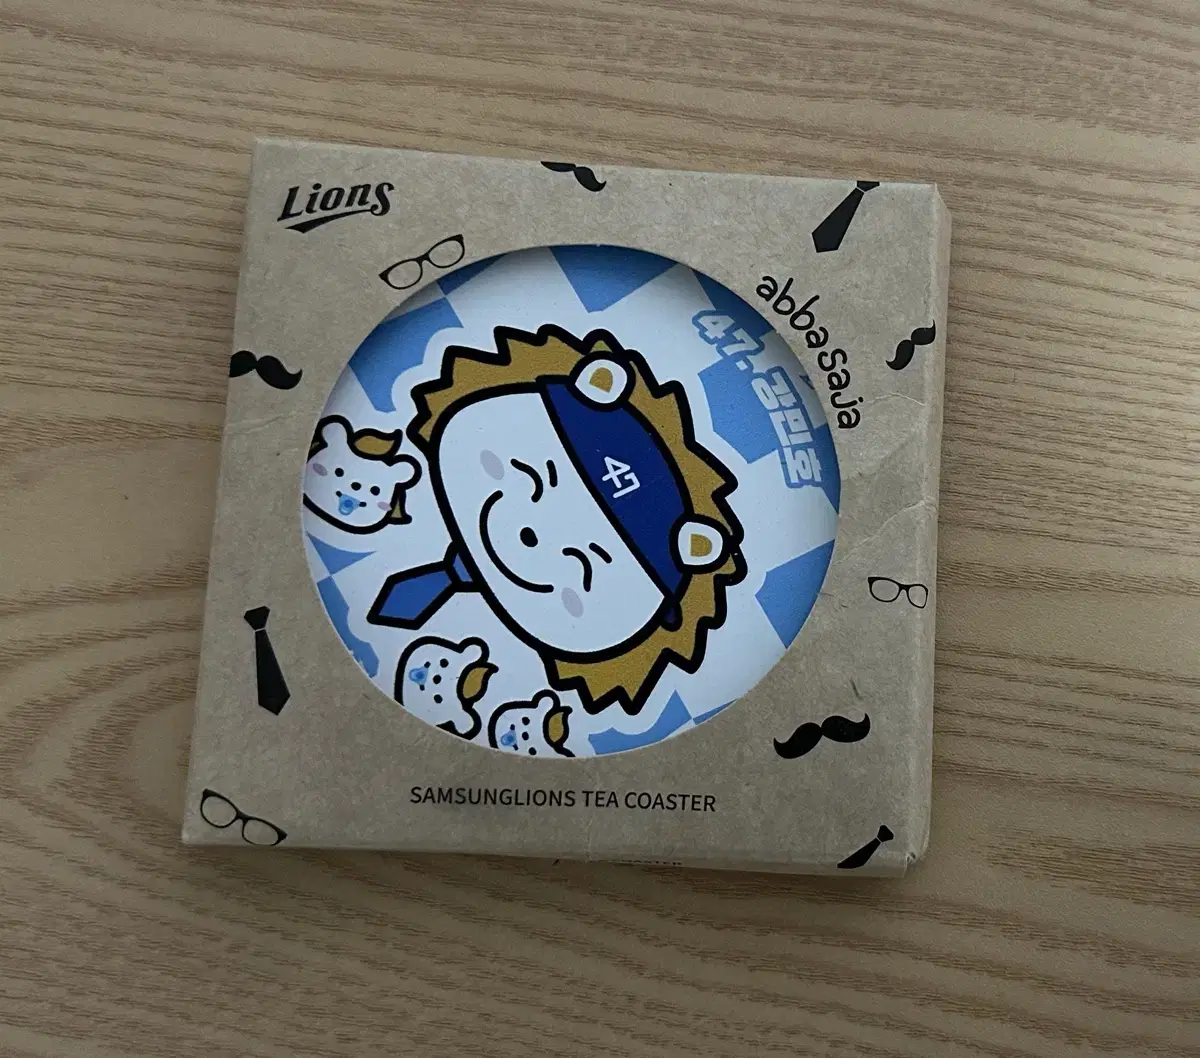 Lions
abbasaja
47. 강민호
47
SAMSUNGLIONS TEA COASTER